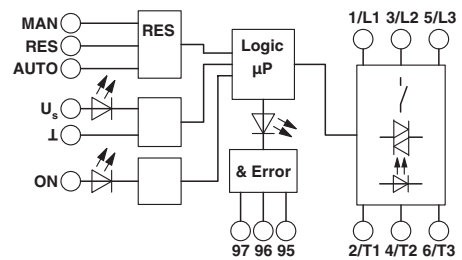 MAN
RES
AUTO
RES
Us
⊥
ON
Logic
µP
& Error
97 96 95
1/L1 3/L2 5/L3
2/T1 4/T2 6/T3